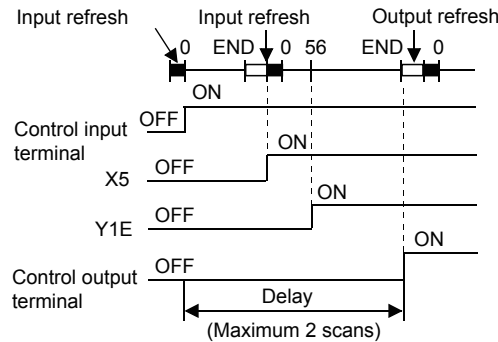 Input refresh Input refresh Output refresh
0 END 0 56 END 0
ON
OFF
Control input
terminal
ON
X5 OFF
ON
Y1E OFF
ON
Control output
terminal
OFF
Delay
(Maximum 2 scans)